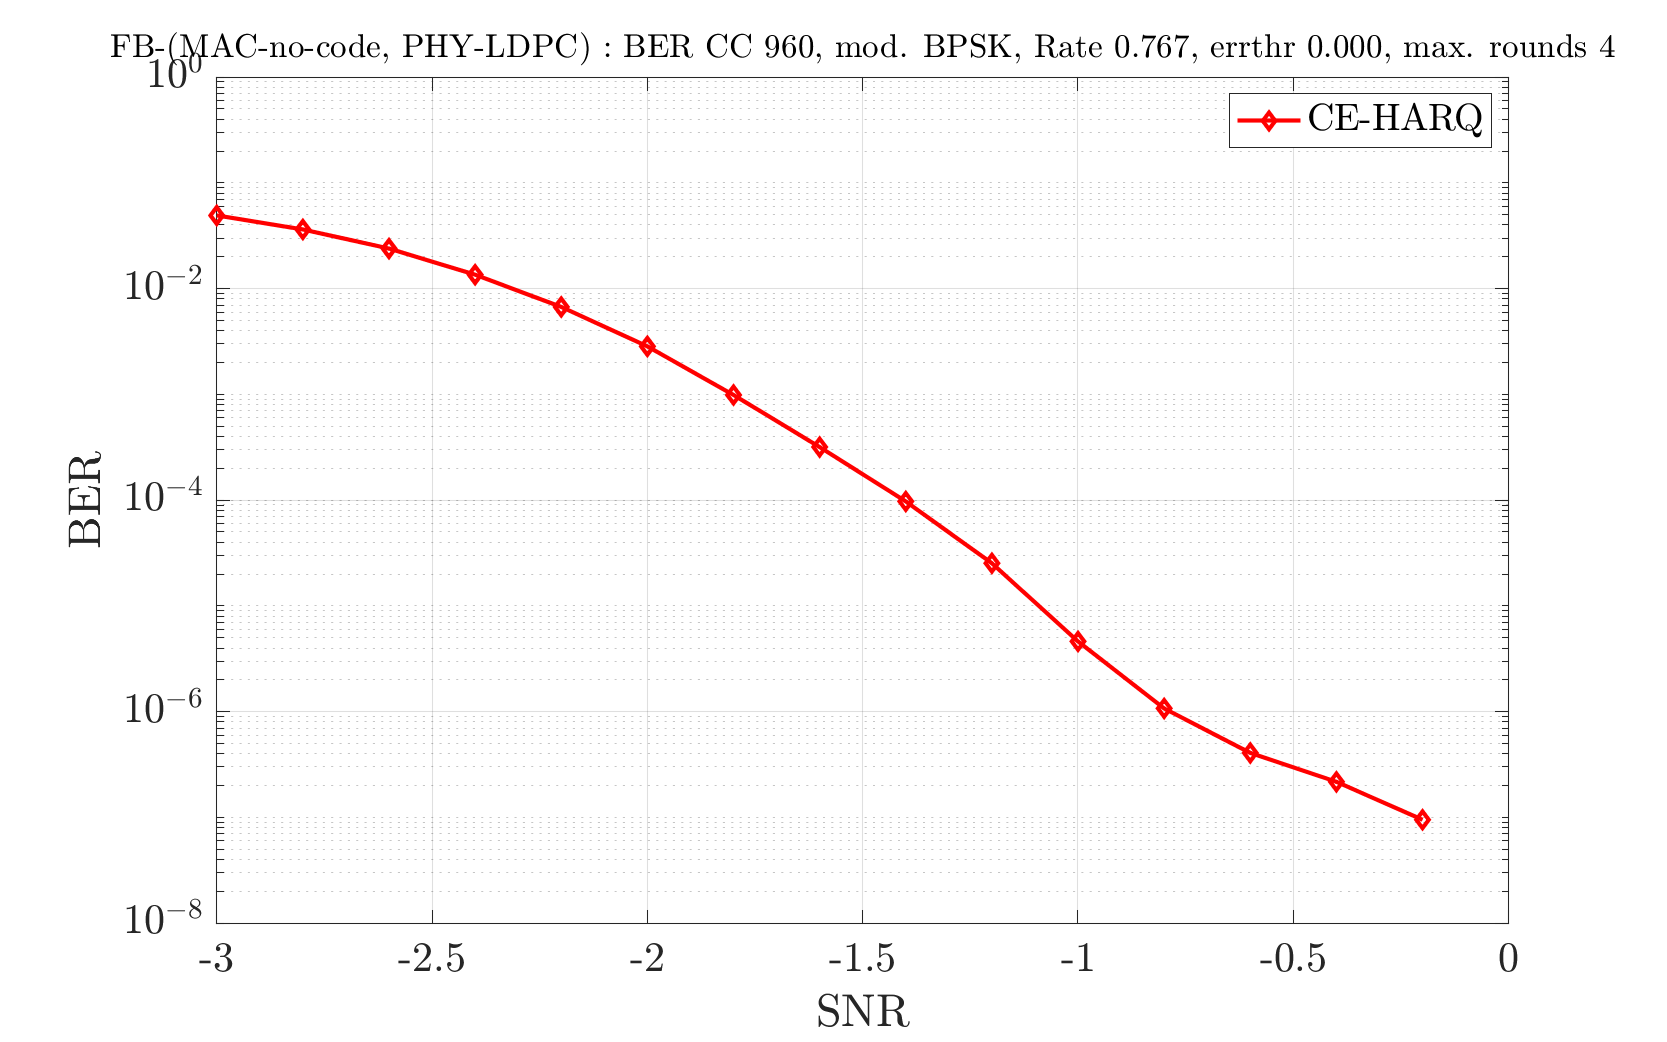 FB-(MAC-no-code, PHY-LDPC) : BER CC 960, mod. BPSK, Rate 0.767, errthr 0.000, max. rounds 4
10^0
CE-HARQ
10^-2
10^-4
10^-6
10^-8
BER
-3 -2.5 -2 -1.5 -1 -0.5 0
SNR